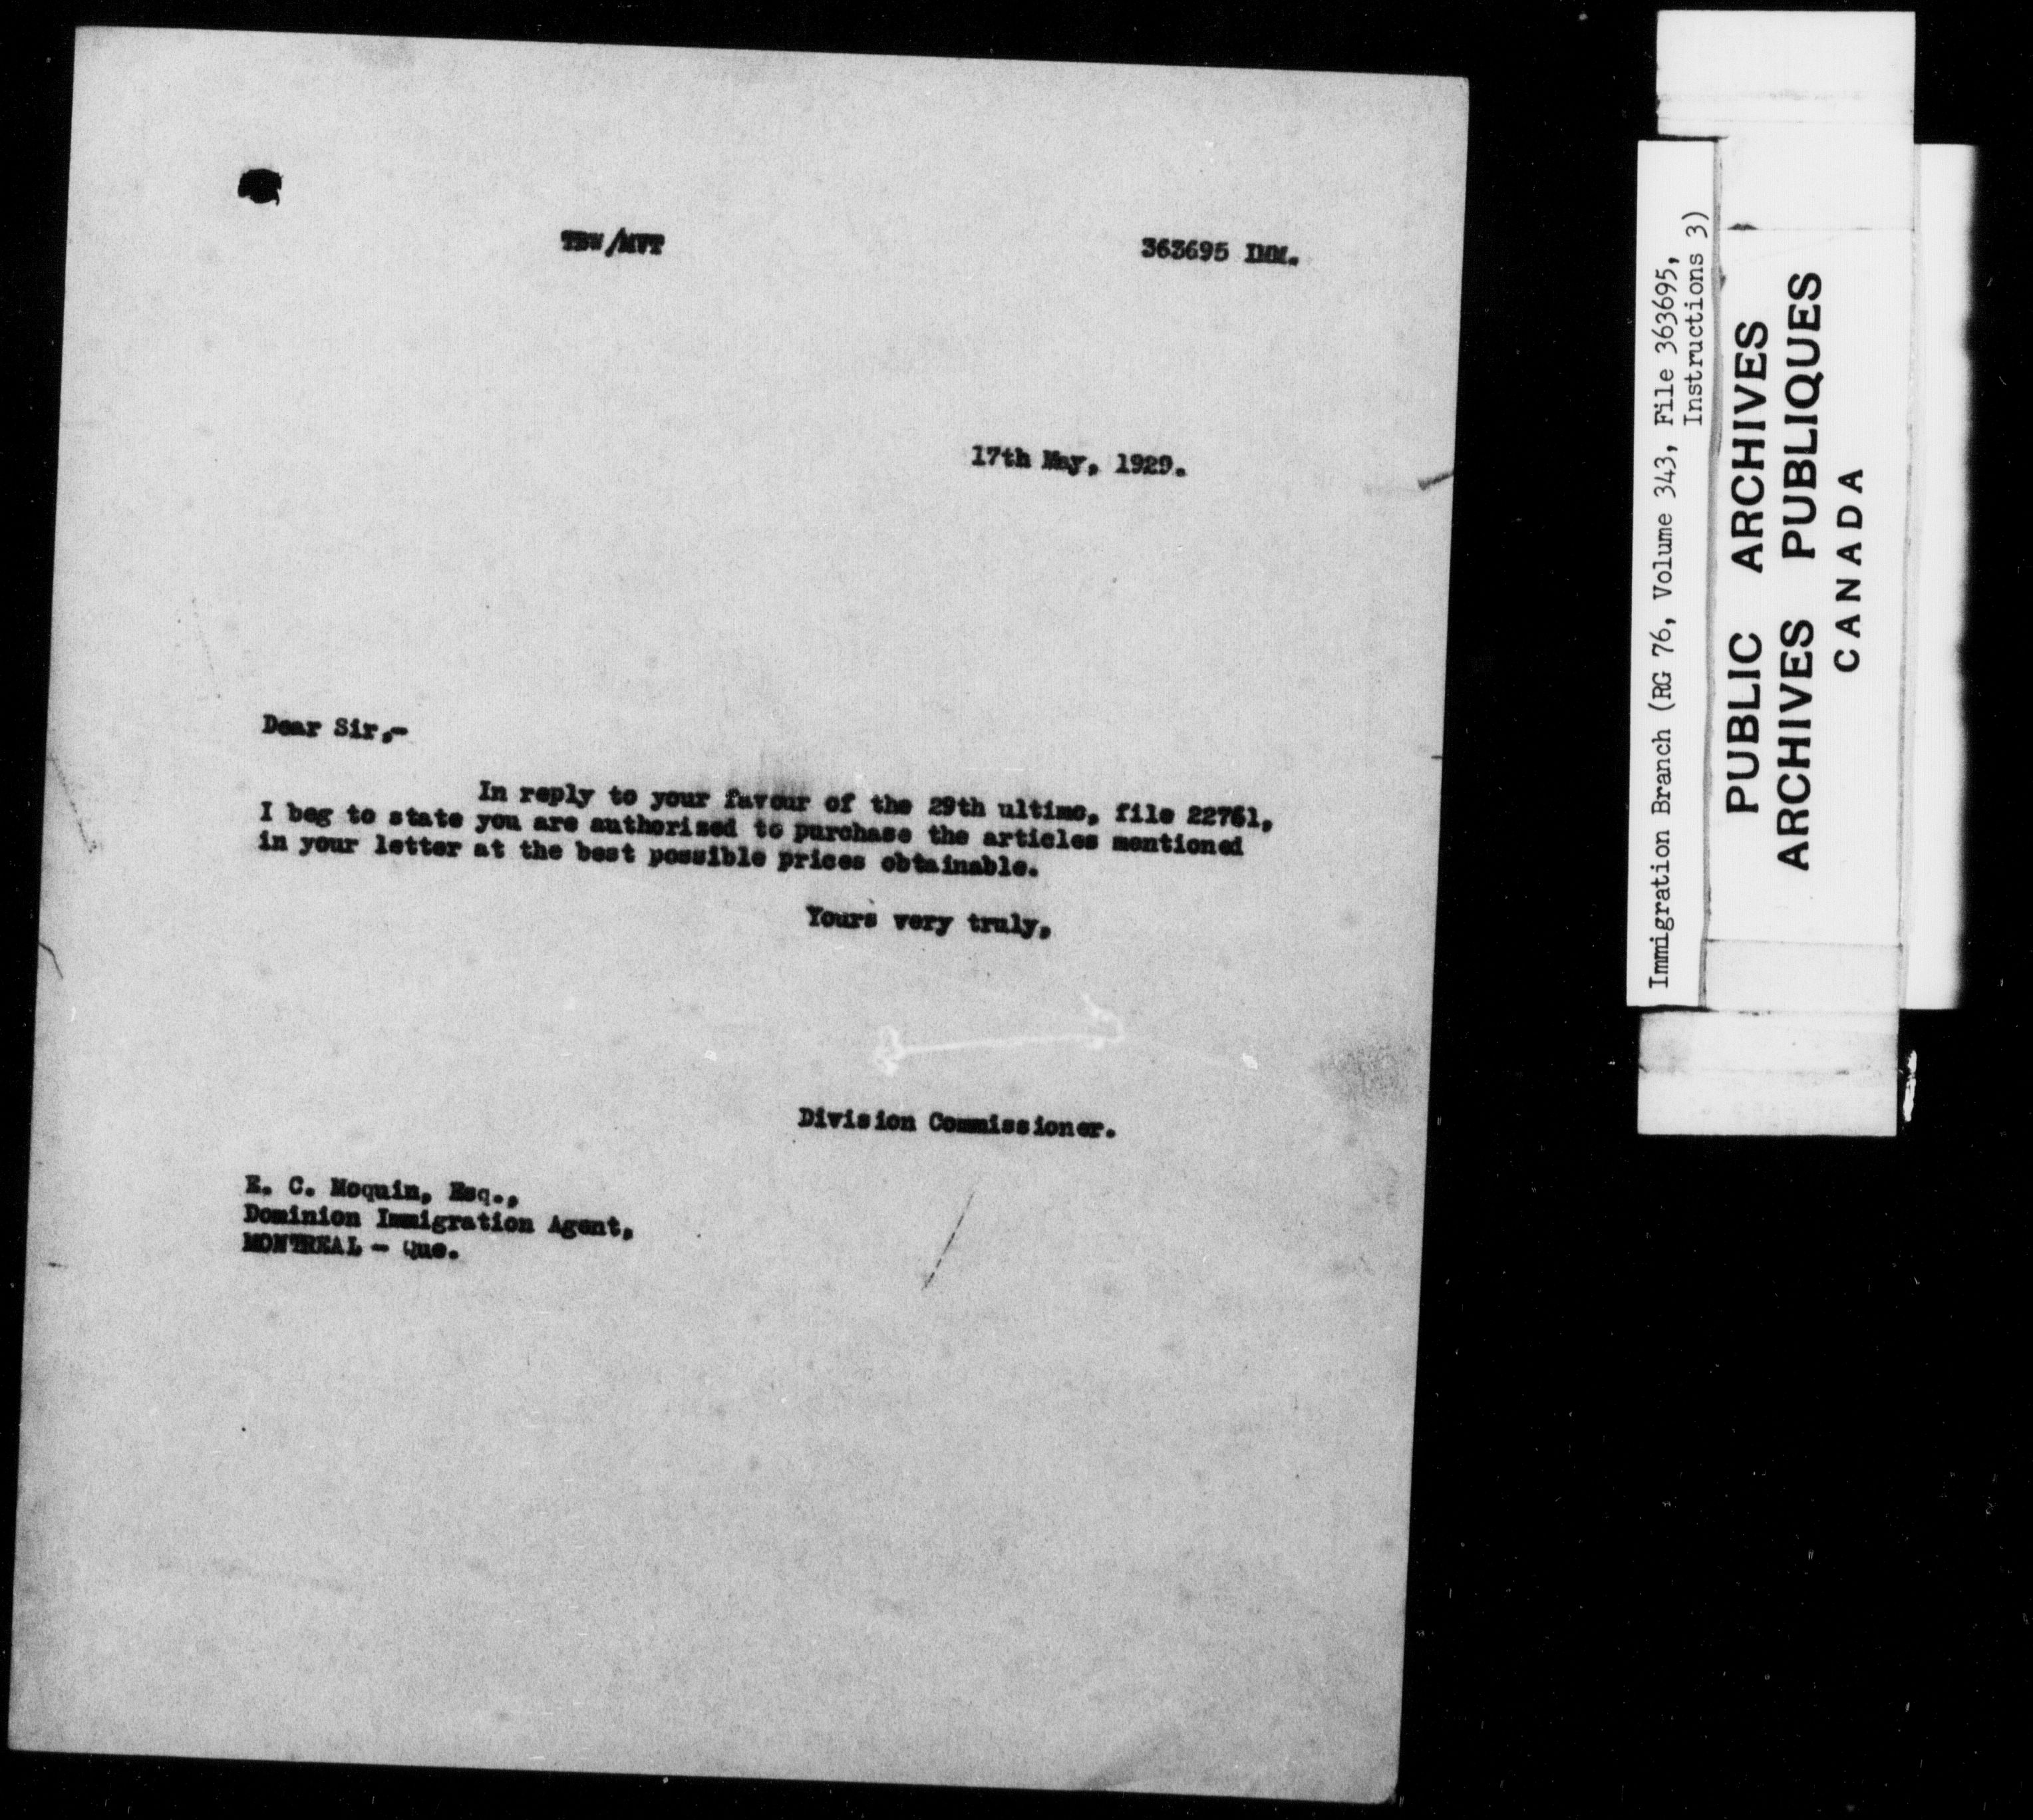 TBW/MVT 363695 IMM.
17th May, 1929.
Dear Sir,-
In reply to your favour of the 29th ultimo, file 22761,
I beg to state you are authorised to purchase the articles mentioned
in your letter at the best possible prices obtainable.
Yours very truly,
Division Commissioner.
E. C. Moquin, Esq.,
Dominion Immigration Agent,
MONTREAL - Que.
Immigration Branch (RG 76, Volume 343, File 363695,
Instructions 3)
PUBLIC ARCHIVES
ARCHIVES PUBLIQUES
CANADA